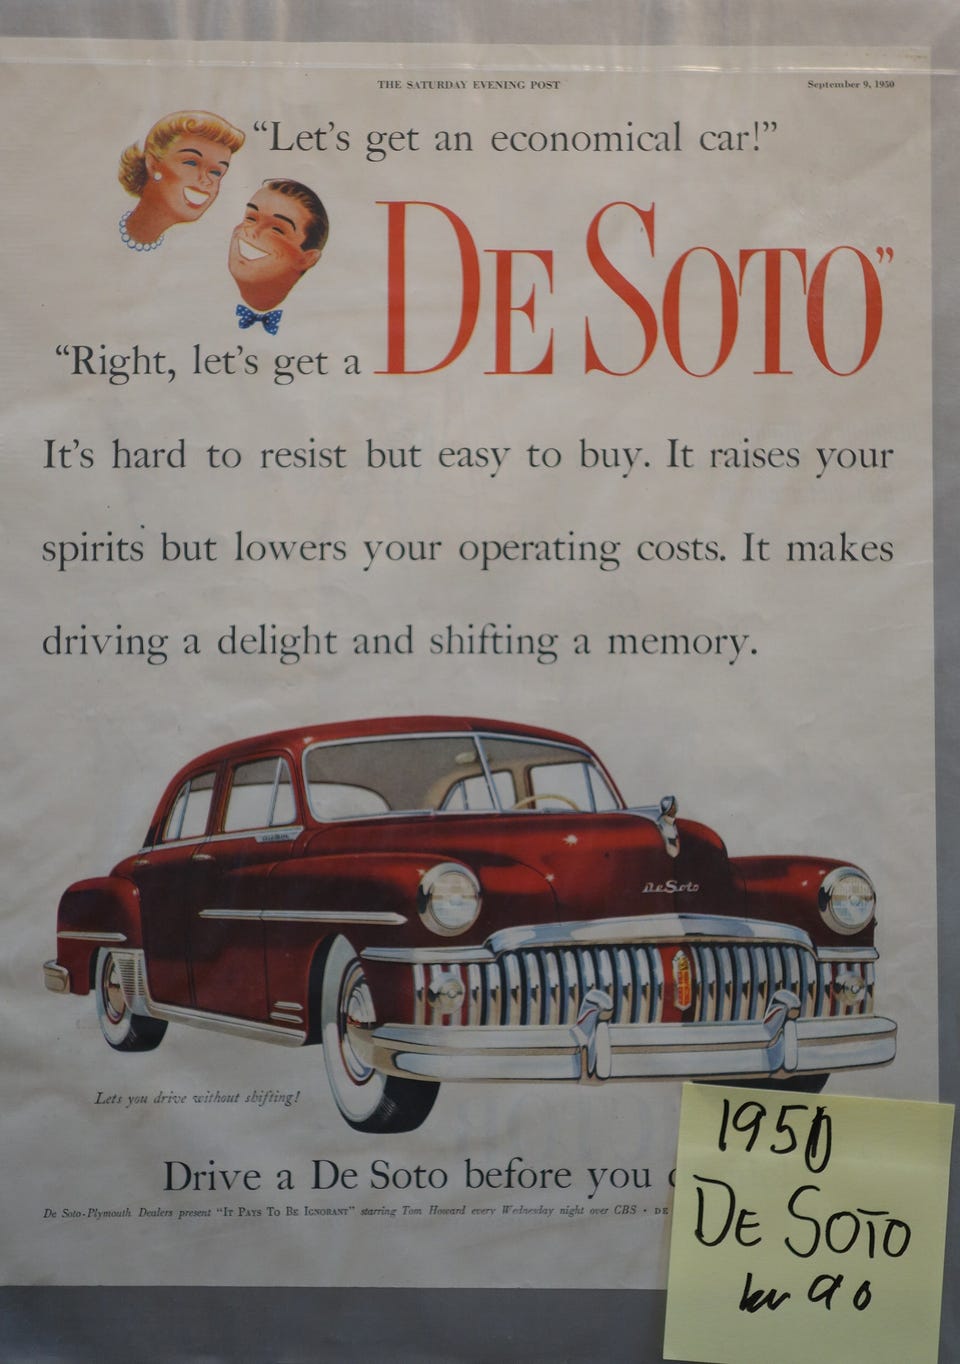 THE SATURDAY EVENING POST
September 9, 1950
“Let’s get an economical car!”
“Right, let’s get a DE SOTO”
It’s hard to resist but easy to buy. It raises your
spirits but lowers your operating costs. It makes
driving a delight and shifting a memory.
DeSoto
Lets you drive without shifting!
Drive a De Soto before you
De Soto-Plymouth Dealers present “IT PAYS TO BE IGNORANT” starring Tom Howard every Wednesday night over CBS • DE
1950
DE SOTO
kr 90